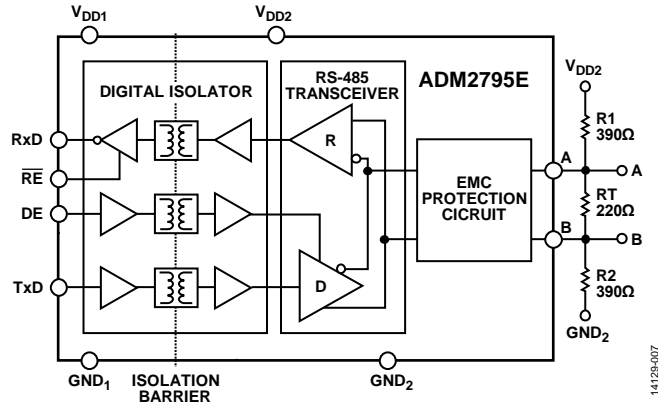 VDD1
VDD2
DIGITAL ISOLATOR
RS-485
TRANSCEIVER
ADM2795E
VDD2
R1
390Ω
RxD
R
RE
A
A
EMC
PROTECTION
CICRUIT
RT
220Ω
DE
B
B
TxD
D
R2
390Ω
GND2
GND1
ISOLATION
BARRIER
GND2
14129-007